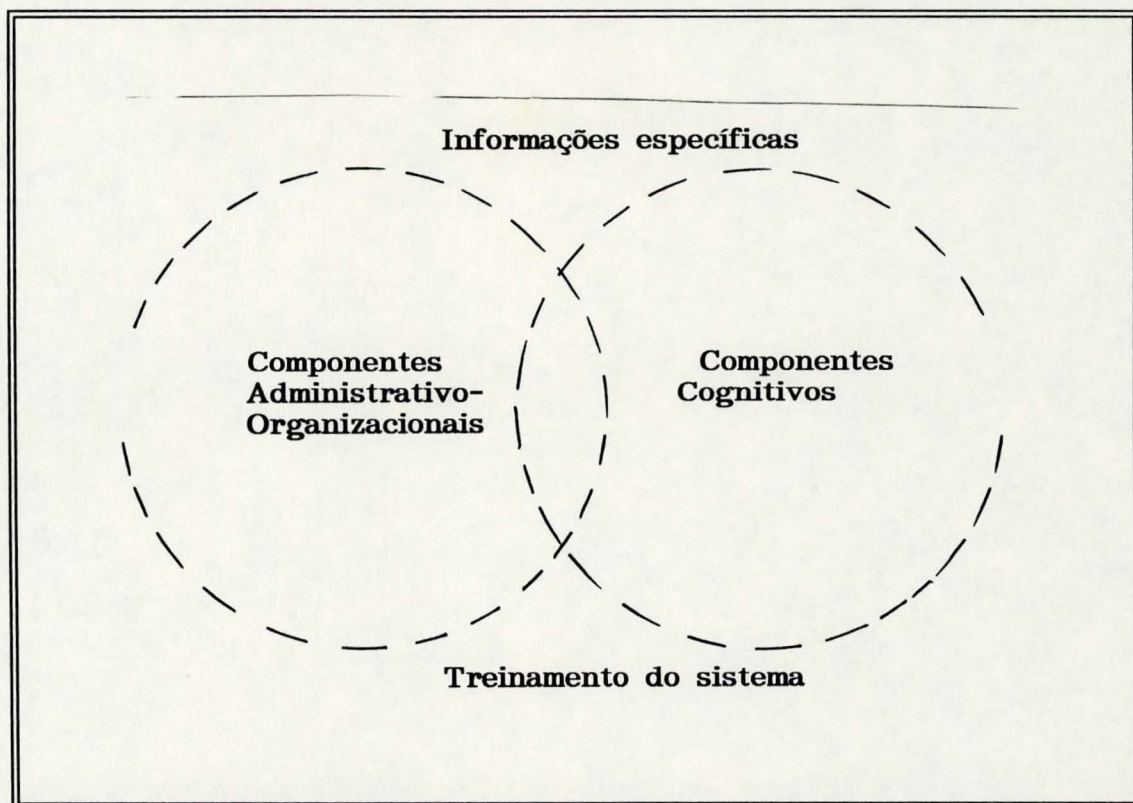 Informações específicas
Componentes
Administrativo-
Organizacionais
Componentes
Cognitivos
Treinamento do sistema